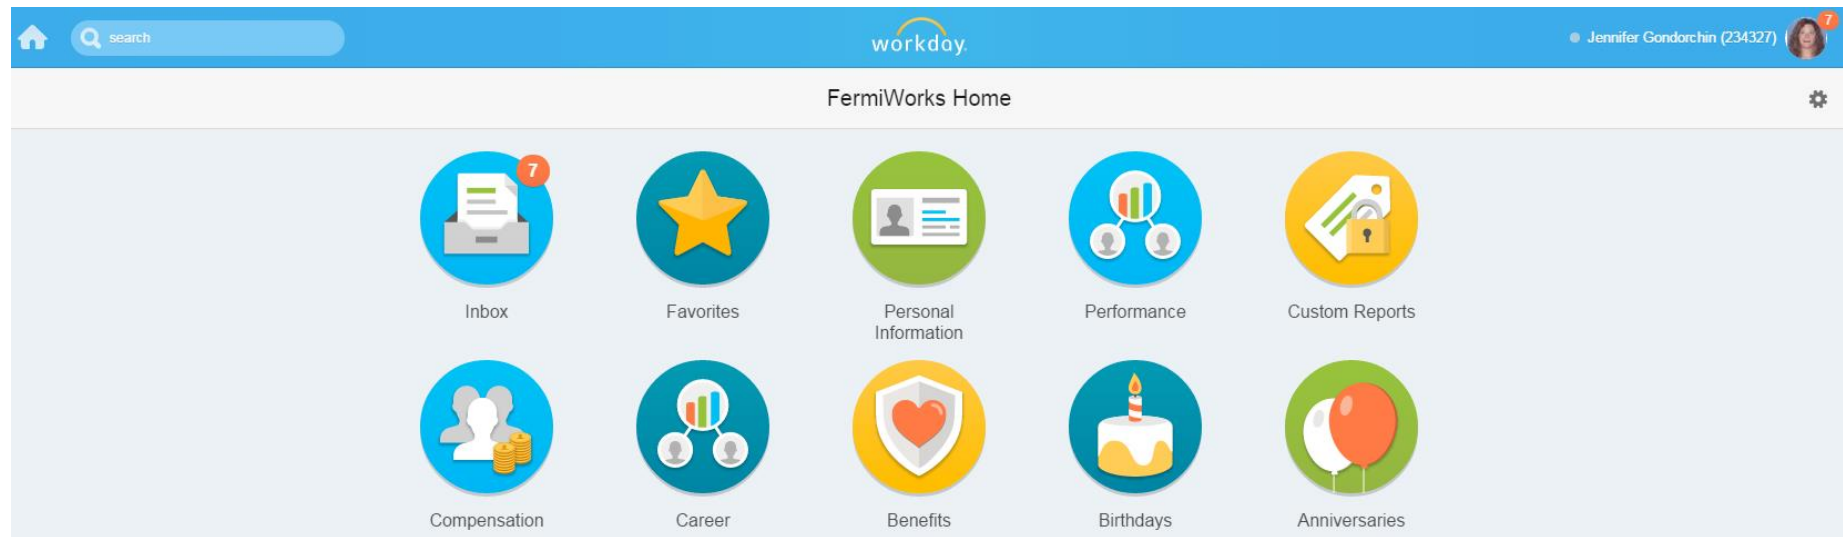 search
workday.
Jennifer Gondorchin (234327)
7
FermiWorks Home
7
Inbox
Favorites
Personal
Information
Performance
Custom Reports
Compensation
Career
Benefits
Birthdays
Anniversaries